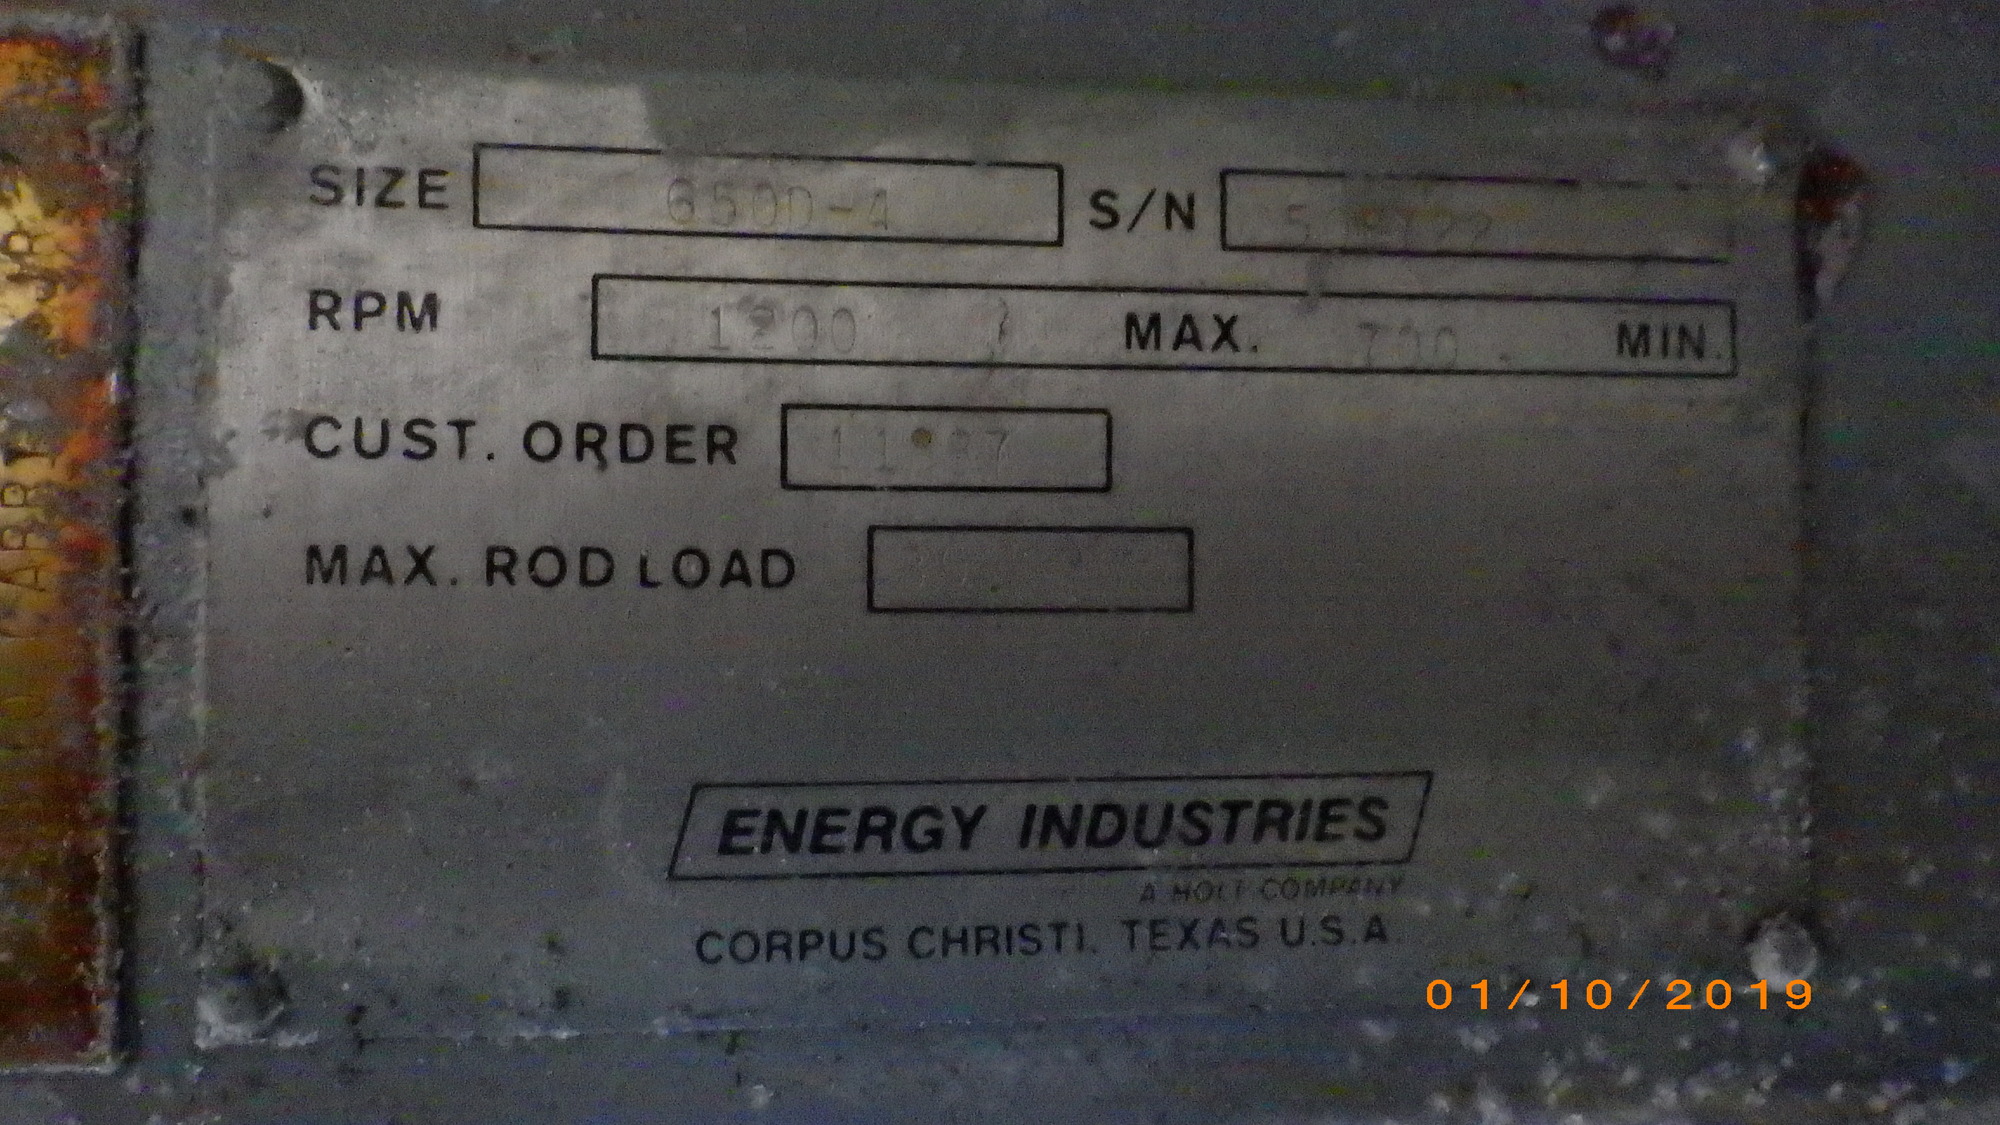 SIZE 650D-4 S/N
RPM 1200 MAX. 700 MIN.
CUST. ORDER
MAX. ROD LOAD
ENERGY INDUSTRIES
A HOLT COMPANY
CORPUS CHRISTI, TEXAS U.S.A.
01/10/2019